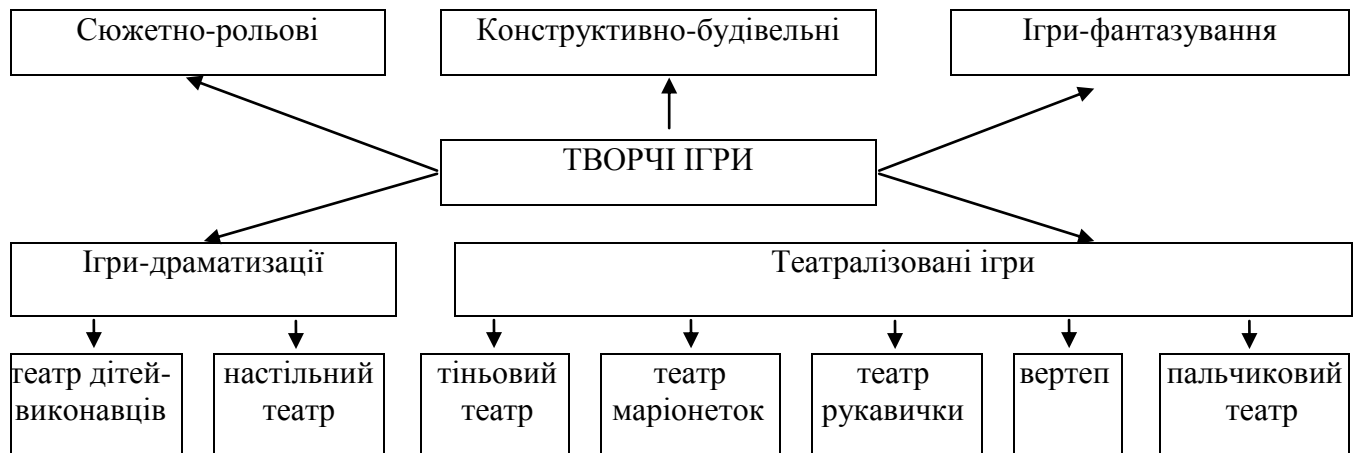 Сюжетно-рольові
Конструктивно-будівельні
Ігри-фантазування
ТВОРЧІ ІГРИ
Ігри-драматизації
Театралізовані ігри
театр дітей-
виконавців
настільний
театр
тіньовий
театр
театр
маріонеток
театр
рукавички
вертеп
пальчиковий
театр